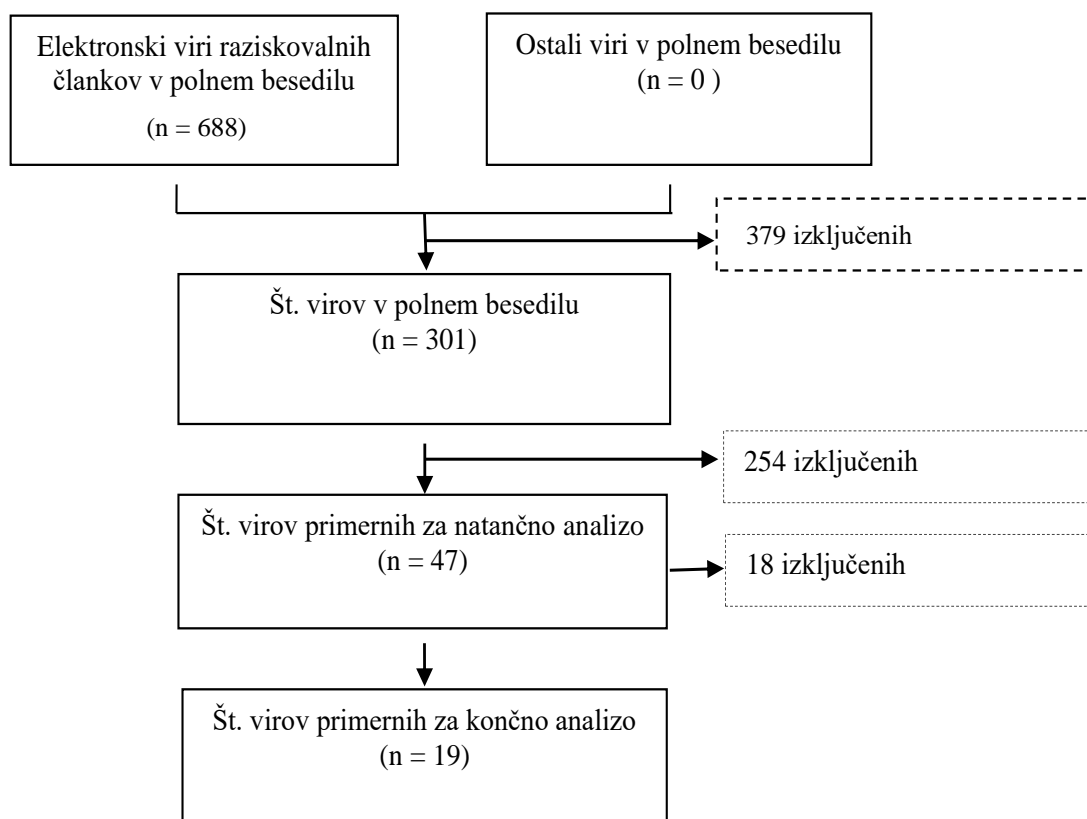 Elektronski viri raziskovalnih
člankov v polnem besedilu
(n = 688)
Ostali viri v polnem besedilu
(n = 0 )
379 izključenih
Št. virov v polnem besedilu
(n = 301)
254 izključenih
Št. virov primernih za natančno analizo
(n = 47)
18 izključenih
Št. virov primernih za končno analizo
(n = 19)